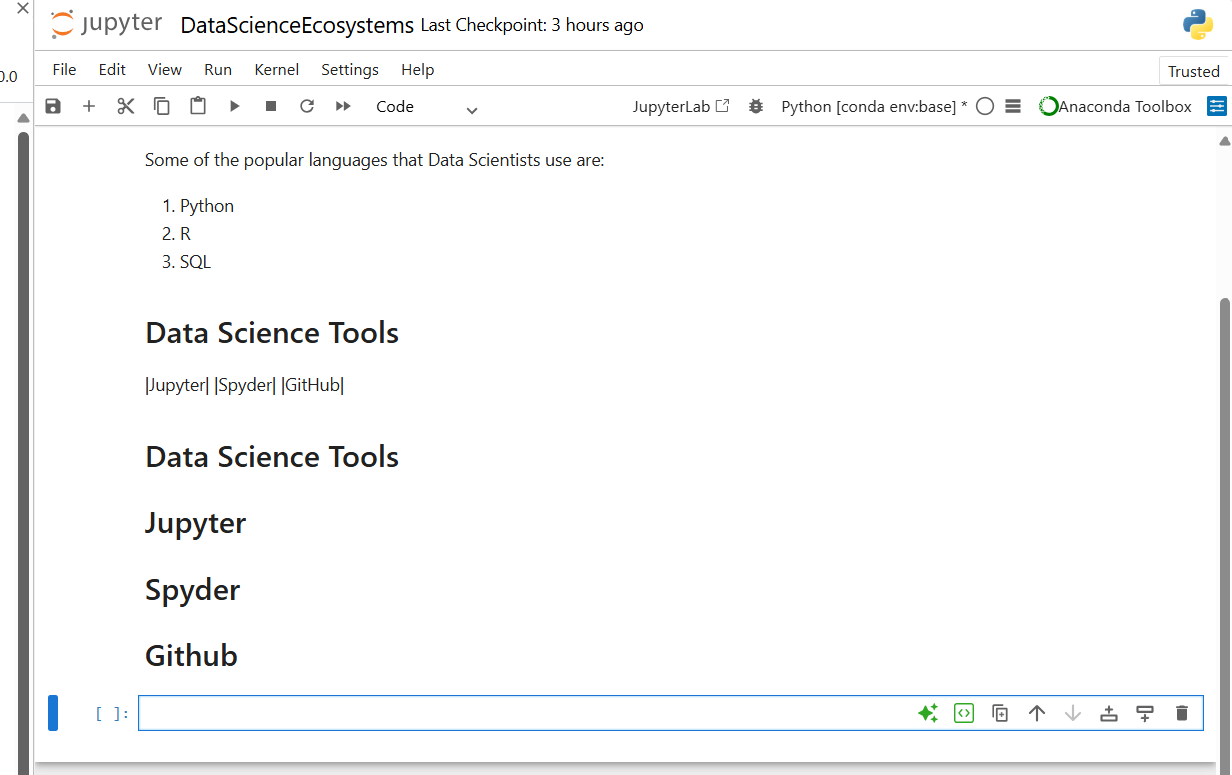 jupyter DataScienceEcosystems Last Checkpoint: 3 hours ago
File Edit View Run Kernel Settings Help
0.0
Trusted
Code JupyterLab Python [conda env:base] * Anaconda Toolbox
Some of the popular languages that Data Scientists use are:
1. Python
2. R
3. SQL
Data Science Tools
|Jupyter| |Spyder| |GitHub|
Data Science Tools
Jupyter
Spyder
Github
[ ]: